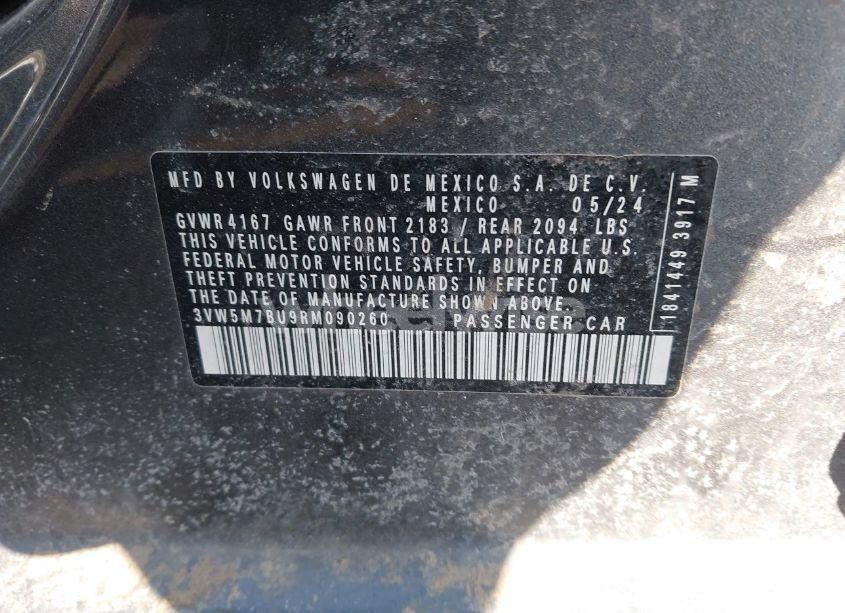 MFD BY VOLKSWAGEN DE MEXICO S.A. DE C.V.
MEXICO 05/24
GVWR 4167 GAWR FRONT 2183 / REAR 2094 LBS
THIS VEHICLE CONFORMS TO ALL APPLICABLE U.S.
FEDERAL MOTOR VEHICLE SAFETY, BUMPER AND
THEFT PREVENTION STANDARDS IN EFFECT ON
THE DATE OF MANUFACTURE SHOWN ABOVE.
3VW5M7BU9RM090260 PASSENGER CAR
1841449 3917 M